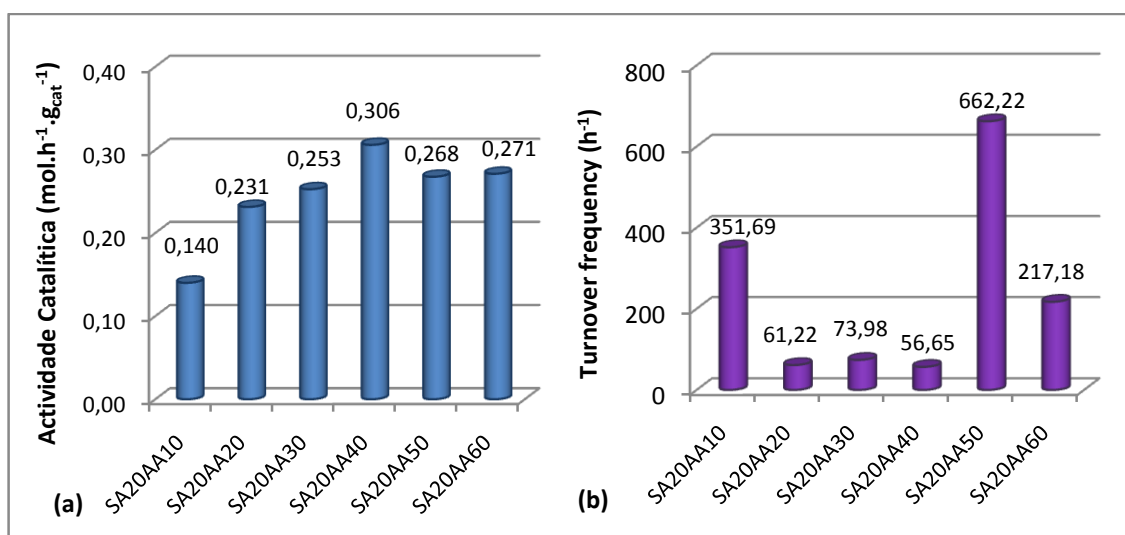 Actividade Catalítica (mol.h⁻¹.g_cat⁻¹)
0,40
0,30
0,20
0,10
0,00
0,140
0,231
0,253
0,306
0,268
0,271
SA20AA10
SA20AA20
SA20AA30
SA20AA40
SA20AA50
SA20AA60
(a)
Turnover frequency (h⁻¹)
800
600
400
200
0
351,69
61,22
73,98
56,65
662,22
217,18
SA20AA10
SA20AA20
SA20AA30
SA20AA40
SA20AA50
SA20AA60
(b)